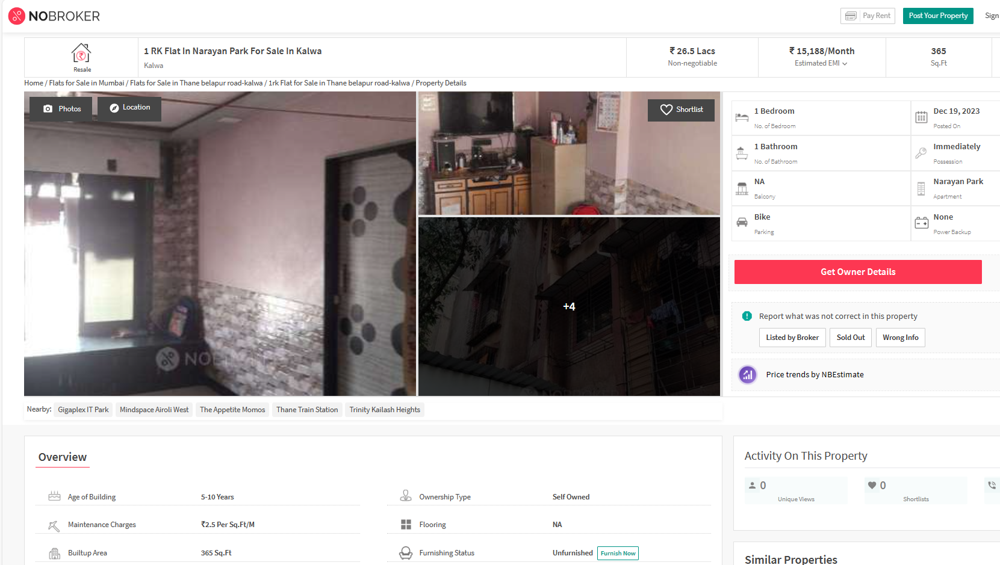 NOBROKER
Pay Rent
Post Your Property
Sign
Resale
1 RK Flat In Narayan Park For Sale In Kalwa
Kalwa
₹ 26.5 Lacs
Non-negotiable
₹ 15,188/Month
Estimated EMI
365
Sq.Ft
Home / Flats for Sale in Mumbai / Flats for Sale in Thane belapur road-kalwa / 1rk Flat for Sale in Thane belapur road-kalwa / Property Details
Photos
Location
Shortlist
+4
1 Bedroom
No. of Bedroom
Dec 19, 2023
Posted On
1 Bathroom
No. of Bathroom
Immediately
Possession
NA
Balcony
Narayan Park
Apartment
Bike
Parking
None
Power Backup
Get Owner Details
Report what was not correct in this property
Listed by Broker
Sold Out
Wrong Info
Price trends by NBEstimate
Nearby: Gigaplex IT Park Mindspace Airoli West The Appetite Momos Thane Train Station Trinity Kailash Heights
Overview
Age of Building 5-10 Years
Ownership Type Self Owned
Maintenance Charges ₹2.5 Per Sq.Ft/M
Flooring NA
Builtup Area 365 Sq.Ft
Furnishing Status Unfurnished Furnish Now
Activity On This Property
0
Unique Views
0
Shortlists
Similar Properties